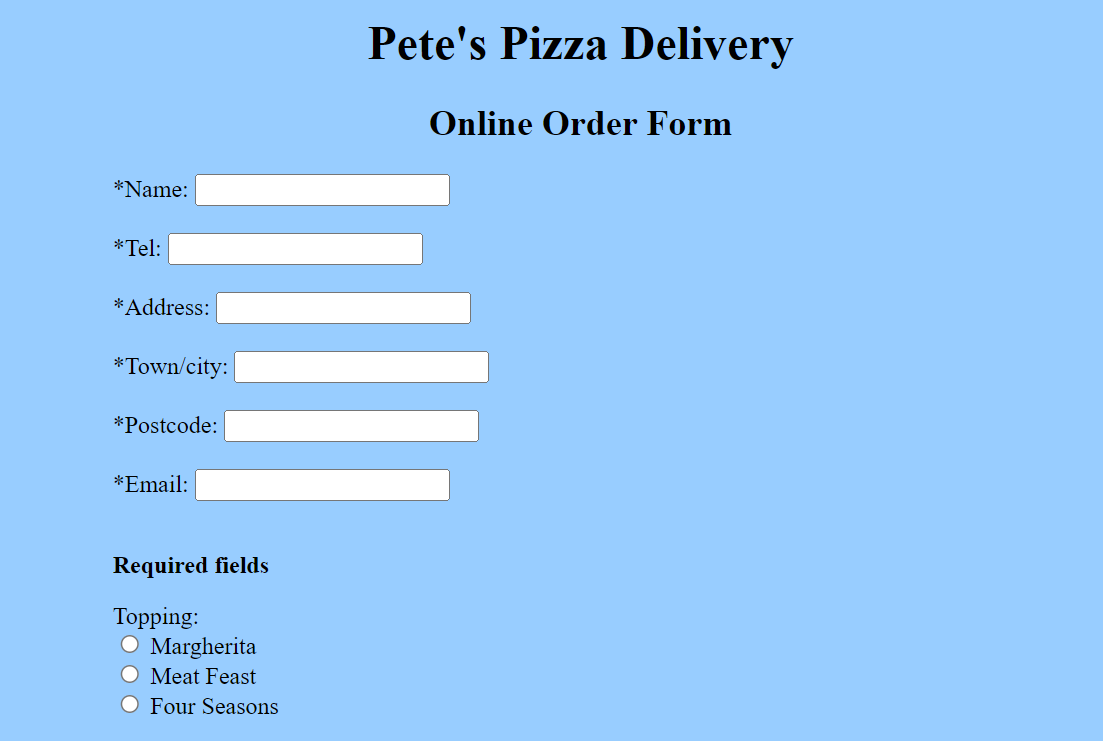 Pete's Pizza Delivery
Online Order Form
*Name:
*Tel:
*Address:
*Town/city:
*Postcode:
*Email:
Required fields
Topping:
Margherita
Meat Feast
Four Seasons